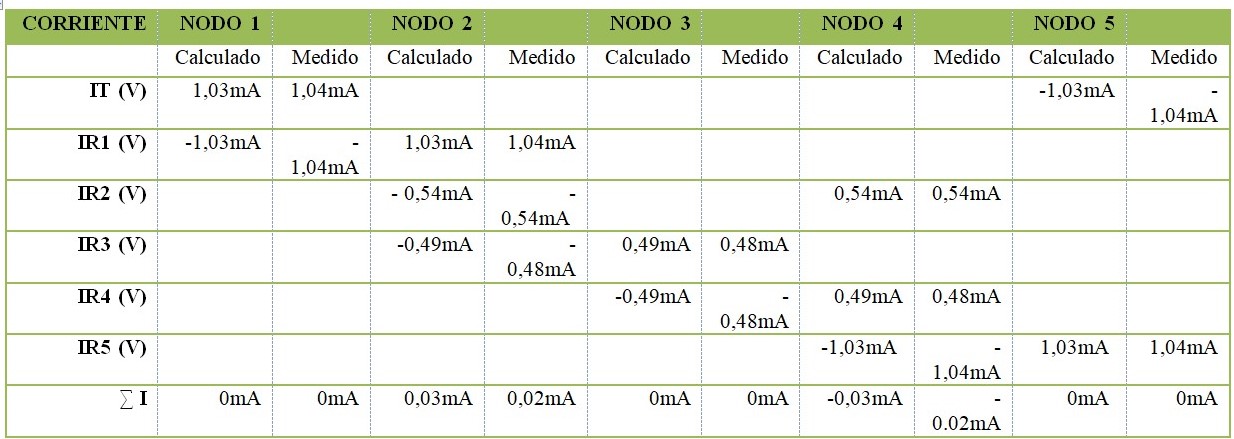 CORRIENTE NODO 1 NODO 2 NODO 3 NODO 4 NODO 5
Calculado Medido Calculado Medido Calculado Medido Calculado Medido Calculado Medido
IT (V) 1,03mA 1,04mA -1,03mA -
1,04mA
IR1 (V) -1,03mA - 1,03mA 1,04mA
1,04mA
IR2 (V) - 0,54mA - 0,54mA 0,54mA
0,54mA
IR3 (V) -0,49mA - 0,49mA 0,48mA
0,48mA
IR4 (V) -0,49mA - 0,49mA 0,48mA
0,48mA
IR5 (V) -1,03mA - 1,03mA 1,04mA
1,04mA
∑ I 0mA 0mA 0,03mA 0,02mA 0mA 0mA -0,03mA - 0mA 0mA
0.02mA